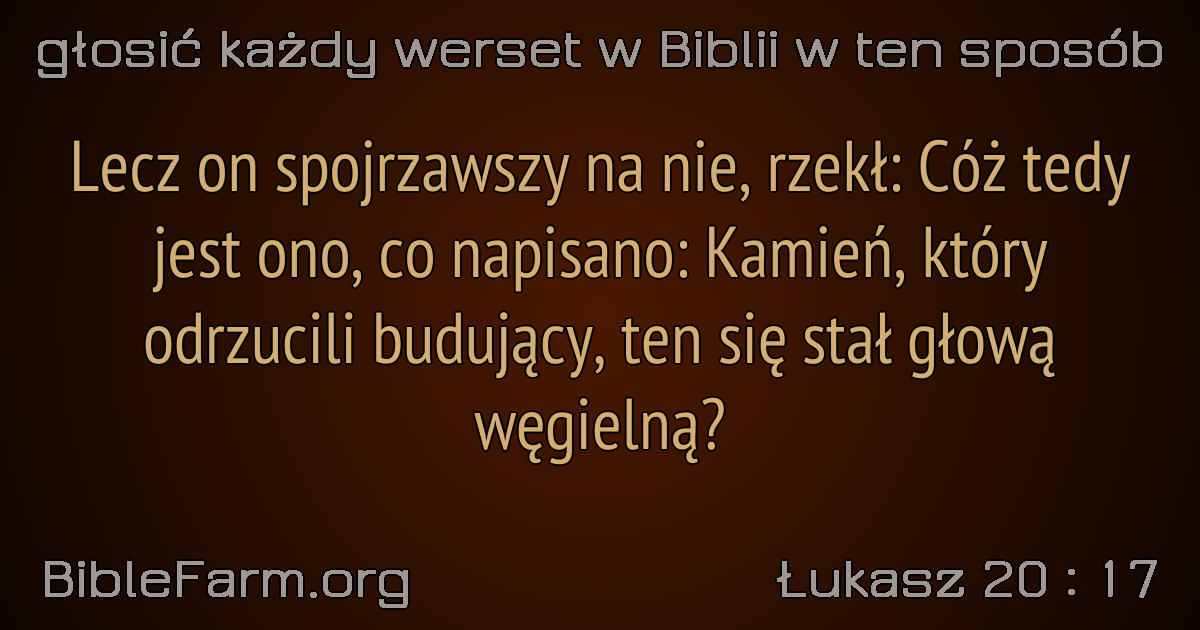 głosić każdy werset w Biblii w ten sposób
Lecz on spojrzawszy na nie, rzekł: Cóż tedy
jest ono, co napisano: Kamień, który
odrzucili budujący, ten się stał głową
węgielną?
BibleFarm.org
Łukasz 20 : 17